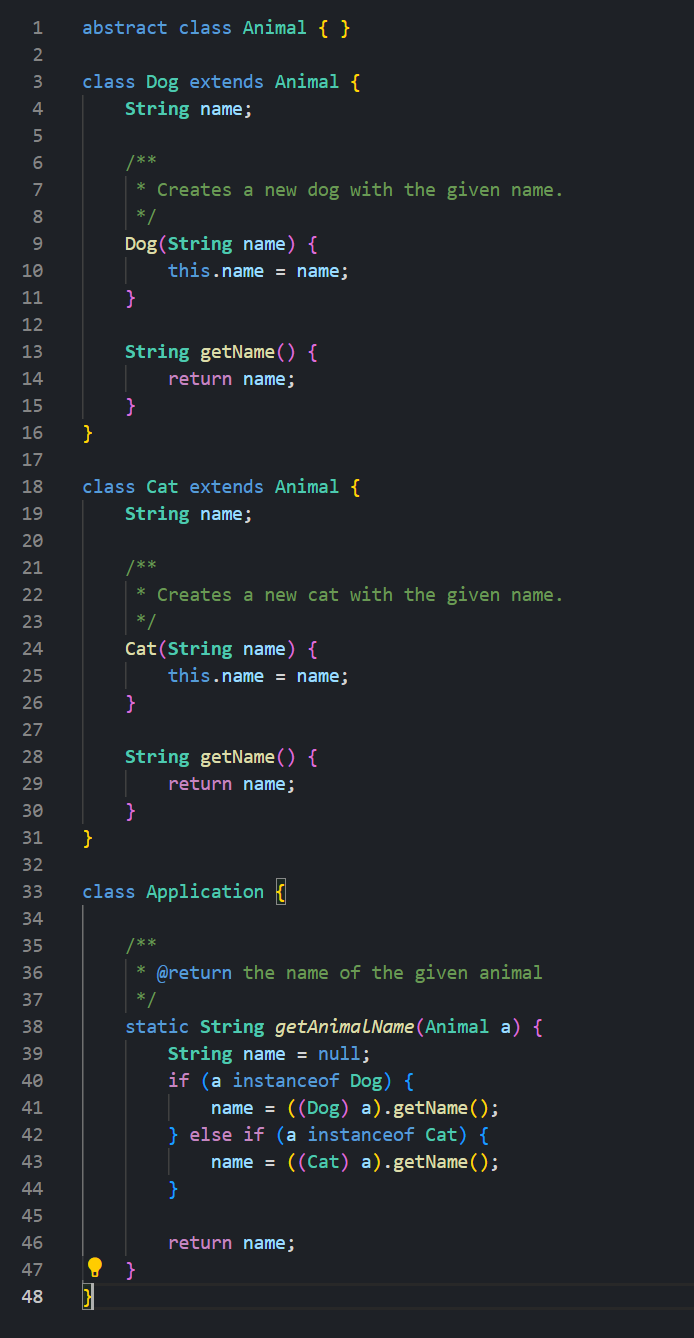 1 abstract class Animal { }
2
3 class Dog extends Animal {
4     String name;
5
6     /**
7      * Creates a new dog with the given name.
8      */
9     Dog(String name) {
10         this.name = name;
11     }
12
13     String getName() {
14         return name;
15     }
16 }
17
18 class Cat extends Animal {
19     String name;
20
21     /**
22      * Creates a new cat with the given name.
23      */
24     Cat(String name) {
25         this.name = name;
26     }
27
28     String getName() {
29         return name;
30     }
31 }
32
33 class Application {
34
35     /**
36      * @return the name of the given animal
37      */
38     static String getAnimalName(Animal a) {
39         String name = null;
40         if (a instanceof Dog) {
41             name = ((Dog) a).getName();
42         } else if (a instanceof Cat) {
43             name = ((Cat) a).getName();
44         }
45
46         return name;
47     }
48 }